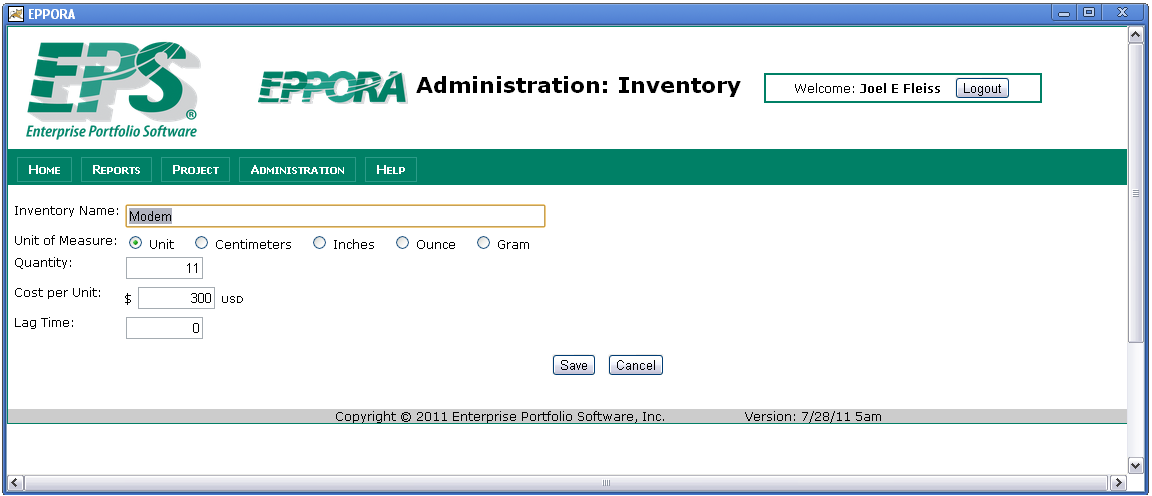 EPPORA
EPS®
Enterprise Portfolio Software
EPPORA Administration: Inventory
Welcome: Joel E Fleiss Logout
Home Reports Project Administration Help
Inventory Name: Modem
Unit of Measure: Unit Centimeters Inches Ounce Gram
Quantity: 11
Cost per Unit: $ 300 USD
Lag Time: 0
Save Cancel
Copyright © 2011 Enterprise Portfolio Software, Inc. Version: 7/28/11 5am